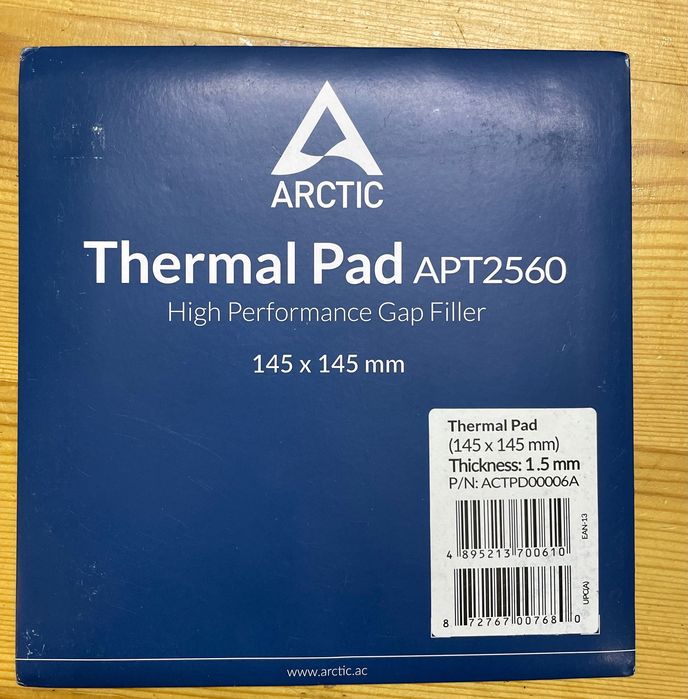 ARCTIC
Thermal Pad APT2560
High Performance Gap Filler
145 x 145 mm
Thermal Pad
(145 x 145 mm)
Thickness: 1.5 mm
P/N: ACTPD00006A
EAN-13
4 895213 700610
UPC(A)
8 72767 00768 0
www.arctic.ac